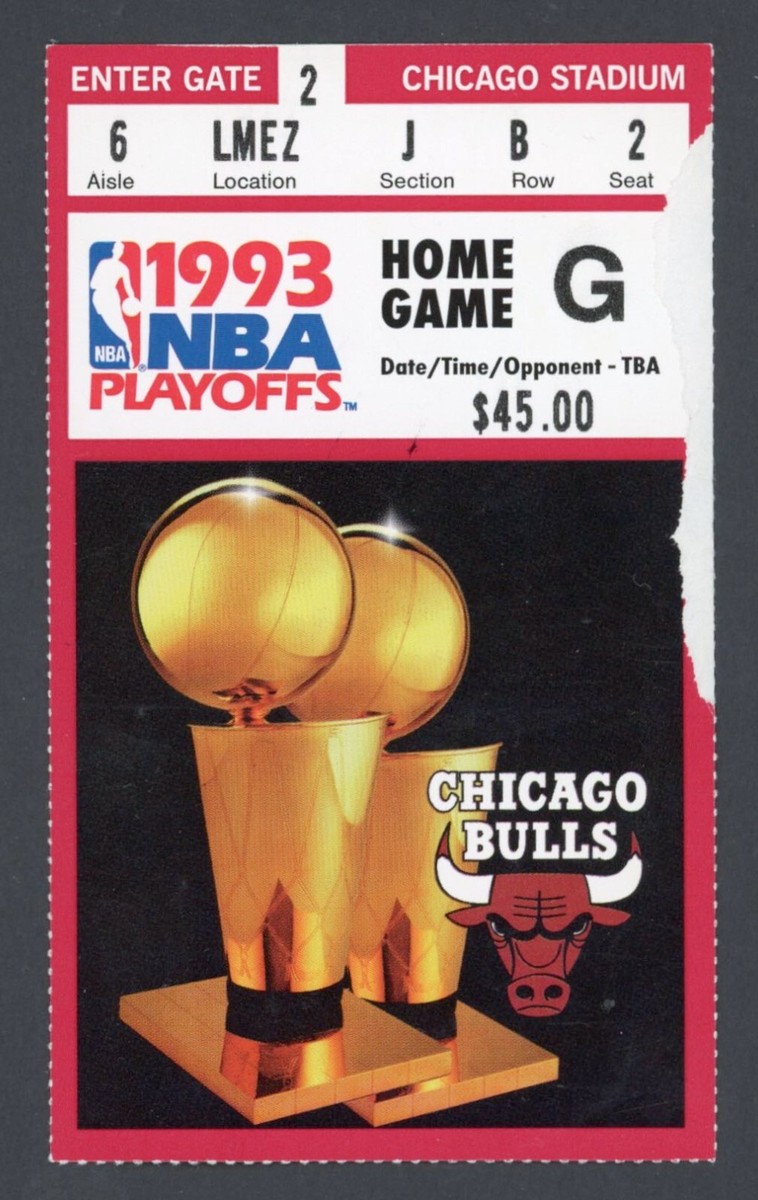 ENTER GATE 2 CHICAGO STADIUM
6 LMEZ J B 2
Aisle Location Section Row Seat
NBA
®
1993
NBA
PLAYOFFS™
HOME
GAME G
Date/Time/Opponent - TBA
$45.00
CHICAGO
BULLS